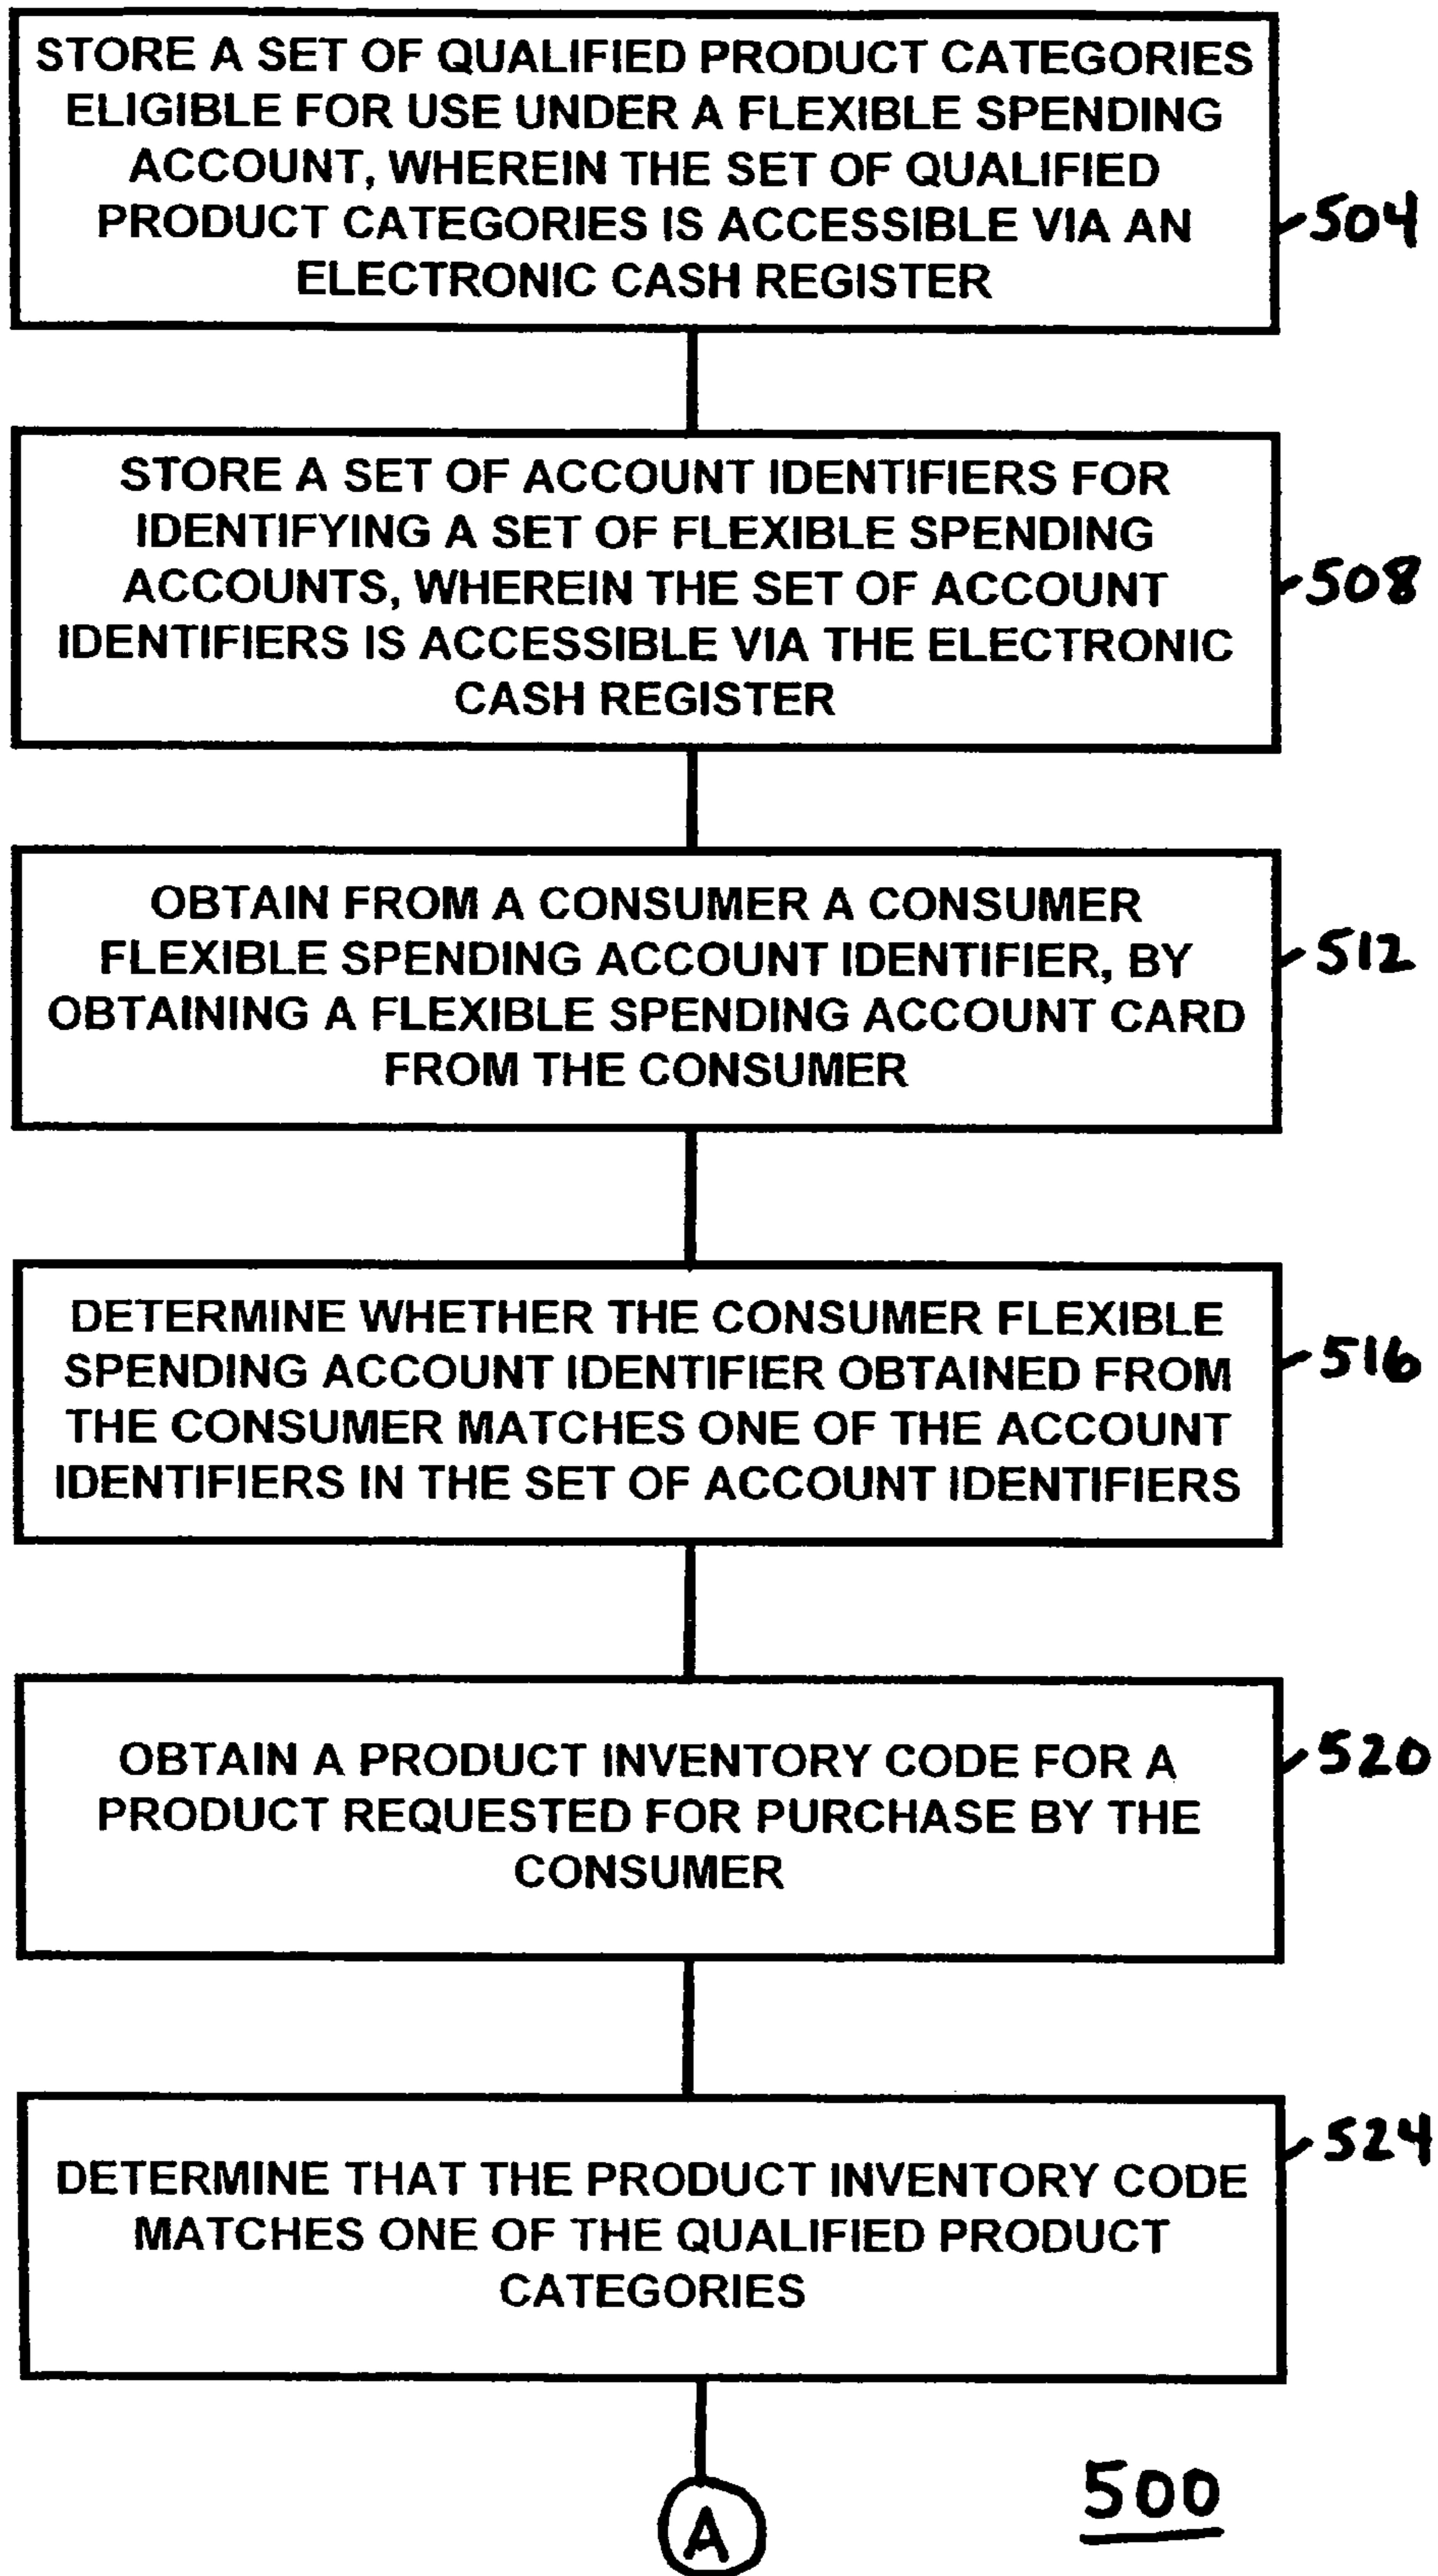 STORE A SET OF QUALIFIED PRODUCT CATEGORIES
ELIGIBLE FOR USE UNDER A FLEXIBLE SPENDING
ACCOUNT, WHEREIN THE SET OF QUALIFIED
PRODUCT CATEGORIES IS ACCESSIBLE VIA AN
ELECTRONIC CASH REGISTER
504
STORE A SET OF ACCOUNT IDENTIFIERS FOR
IDENTIFYING A SET OF FLEXIBLE SPENDING
ACCOUNTS, WHEREIN THE SET OF ACCOUNT
IDENTIFIERS IS ACCESSIBLE VIA THE ELECTRONIC
CASH REGISTER
508
OBTAIN FROM A CONSUMER A CONSUMER
FLEXIBLE SPENDING ACCOUNT IDENTIFIER, BY
OBTAINING A FLEXIBLE SPENDING ACCOUNT CARD
FROM THE CONSUMER
512
DETERMINE WHETHER THE CONSUMER FLEXIBLE
SPENDING ACCOUNT IDENTIFIER OBTAINED FROM
THE CONSUMER MATCHES ONE OF THE ACCOUNT
IDENTIFIERS IN THE SET OF ACCOUNT IDENTIFIERS
516
OBTAIN A PRODUCT INVENTORY CODE FOR A
PRODUCT REQUESTED FOR PURCHASE BY THE
CONSUMER
520
DETERMINE THAT THE PRODUCT INVENTORY CODE
MATCHES ONE OF THE QUALIFIED PRODUCT
CATEGORIES
524
A
500